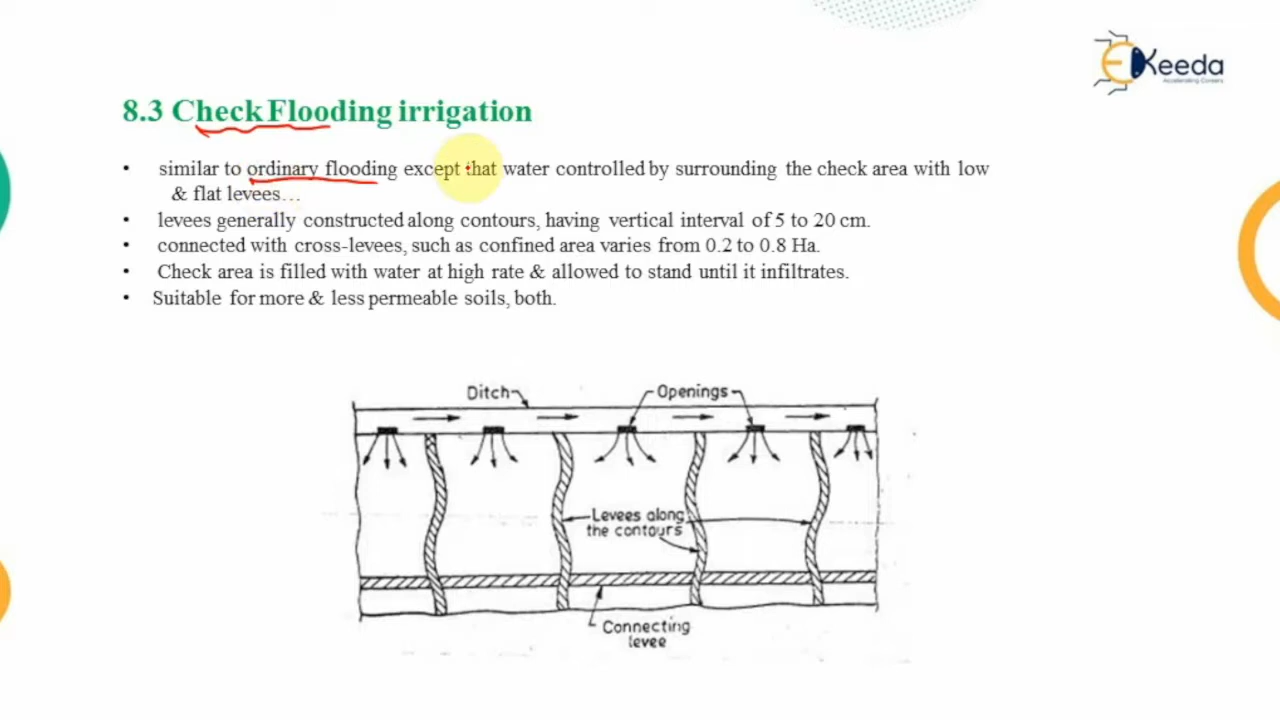 EKeeda
Accelerating Careers
8.3 Check Flooding irrigation
• similar to ordinary flooding except that water controlled by surrounding the check area with low
& flat levees…
• levees generally constructed along contours, having vertical interval of 5 to 20 cm.
• connected with cross-levees, such as confined area varies from 0.2 to 0.8 Ha.
• Check area is filled with water at high rate & allowed to stand until it infiltrates.
• Suitable for more & less permeable soils, both.
Ditch
Openings
Levees along
the contours
Connecting
levee